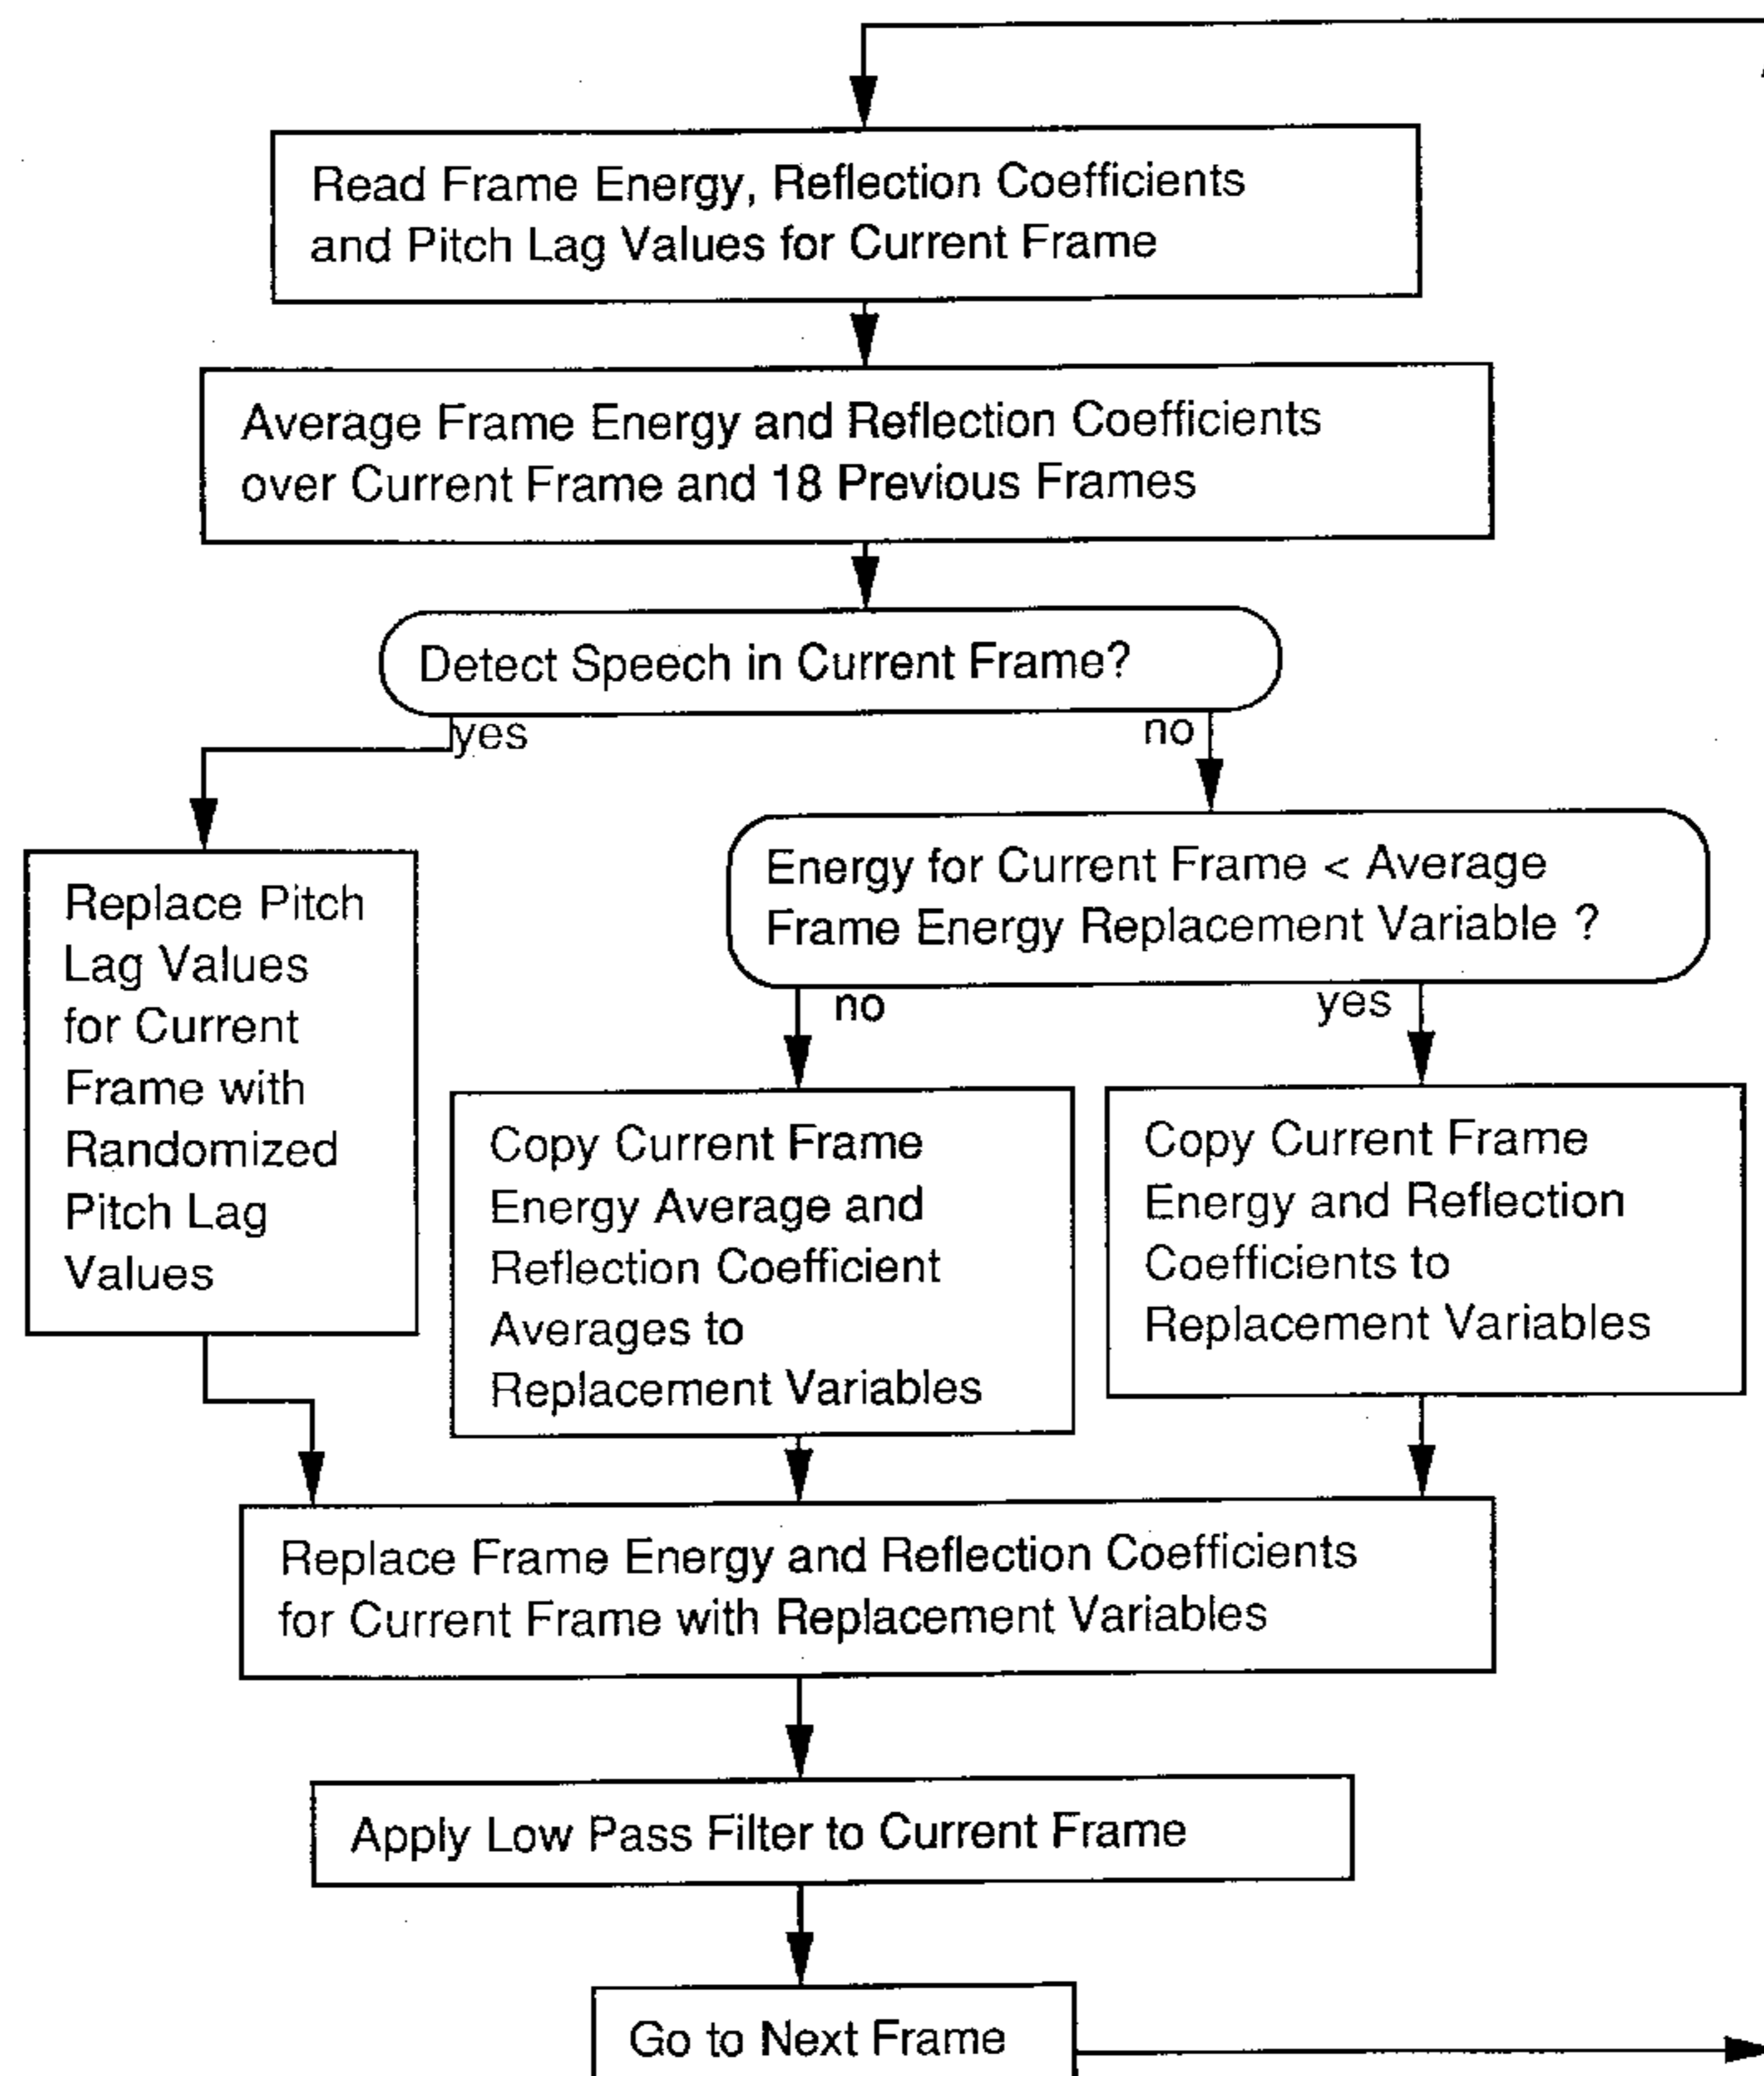 Read Frame Energy, Reflection Coefficients
and Pitch Lag Values for Current Frame
Average Frame Energy and Reflection Coefficients
over Current Frame and 18 Previous Frames
Detect Speech in Current Frame?
yes
no
Energy for Current Frame < Average
Frame Energy Replacement Variable ?
Replace Pitch
Lag Values
for Current
Frame with
Randomized
Pitch Lag
Values
no
yes
Copy Current Frame
Energy Average and
Reflection Coefficient
Averages to
Replacement Variables
Copy Current Frame
Energy and Reflection
Coefficients to
Replacement Variables
Replace Frame Energy and Reflection Coefficients
for Current Frame with Replacement Variables
Apply Low Pass Filter to Current Frame
Go to Next Frame